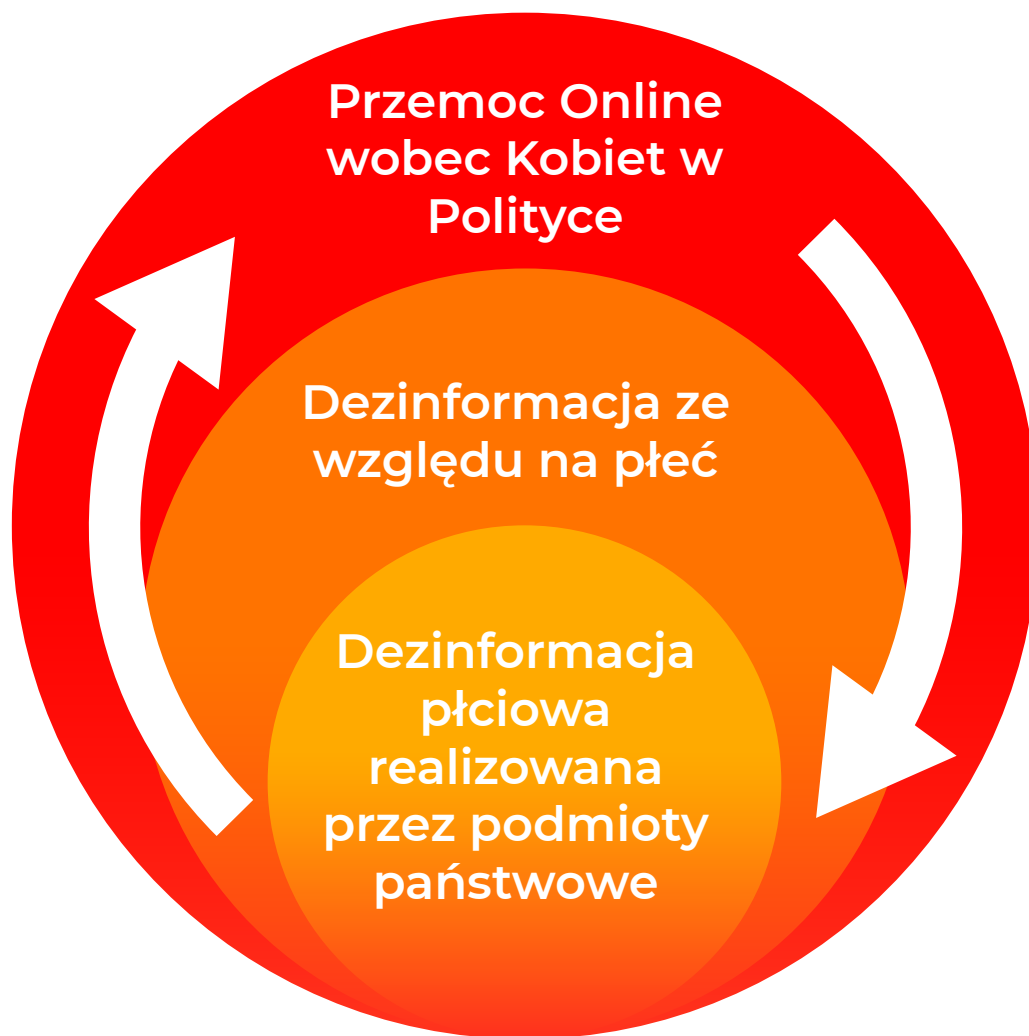 Przemoc Online
wobec Kobiet w
Polityce
Dezinformacja ze
względu na płeć
Dezinformacja
płciowa
realizowana
przez podmioty
państwowe